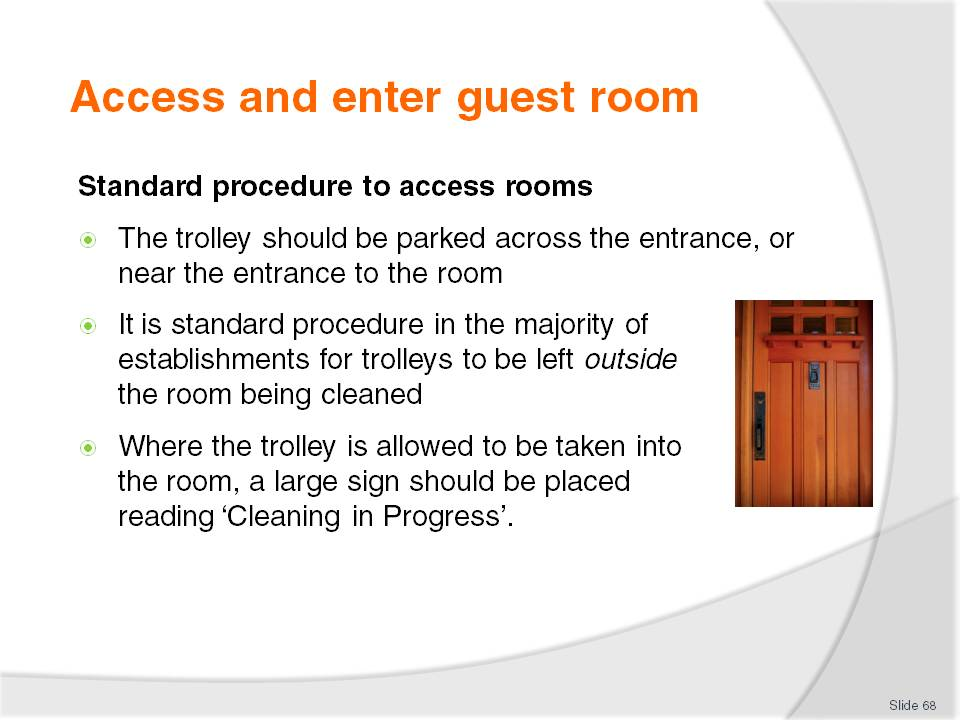 Access and enter guest room
Standard procedure to access rooms
The trolley should be parked across the entrance, or
near the entrance to the room
It is standard procedure in the majority of
establishments for trolleys to be left outside
the room being cleaned
Where the trolley is allowed to be taken into
the room, a large sign should be placed
reading ‘Cleaning in Progress’.
Slide 68